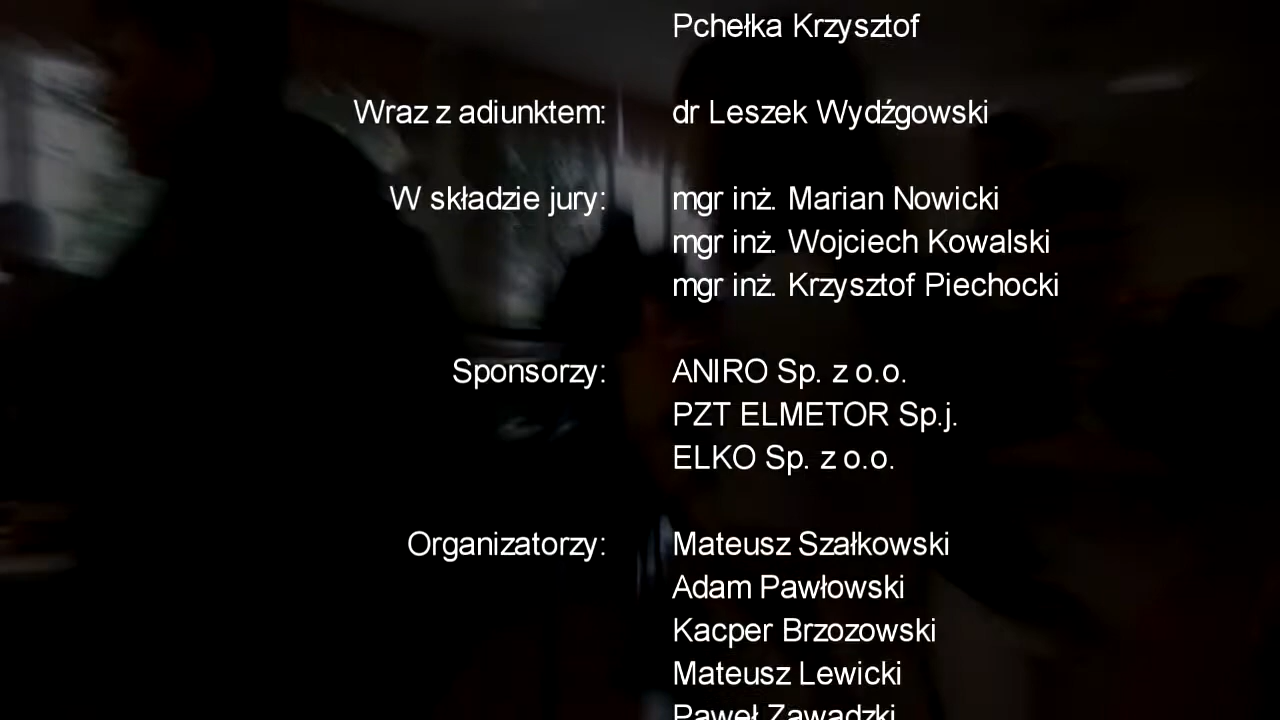 Pchełka Krzysztof
Wraz z adiunktem: dr Leszek Wydźgowski
W składzie jury: mgr inż. Marian Nowicki
mgr inż. Wojciech Kowalski
mgr inż. Krzysztof Piechocki
Sponsorzy: ANIRO Sp. z o.o.
PZT ELMETOR Sp.j.
ELKO Sp. z o.o.
Organizatorzy: Mateusz Szałkowski
Adam Pawłowski
Kacper Brzozowski
Mateusz Lewicki
Paweł Zawadzki